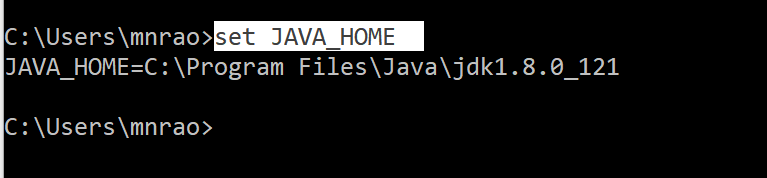 C:\Users\mnrao>set JAVA_HOME
JAVA_HOME=C:\Program Files\Java\jdk1.8.0_121
C:\Users\mnrao>